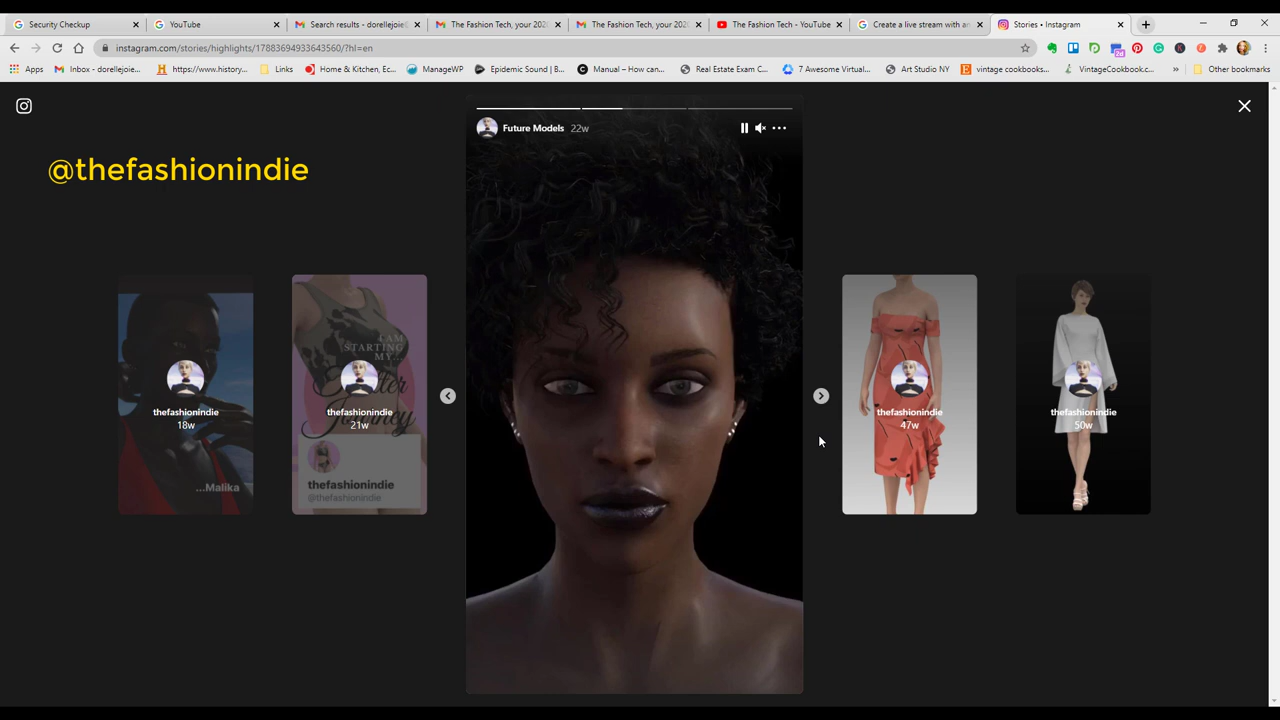 Security Checkup
YouTube
Search results - dorellejoie
The Fashion Tech, your 202
The Fashion Tech, your 202
The Fashion Tech - YouTube
Create a live stream with an
Stories • Instagram
instagram.com/stories/highlights/17883694933643560/?hl=en
Apps
Inbox - dorellejoie@...
https://www.history...
Links
Home & Kitchen, Ec...
ManageWP
Epidemic Sound | B...
Manual – How can...
Real Estate Exam C...
7 Awesome Virtual...
Art Studio NY
vintage cookbooks...
VintageCookbook.c...
»
Other bookmarks
@thefashionindie
Future Models 22w
thefashionindie
18w
...Malika
I AM
STARTING
MY...
Journey
thefashionindie
21w
thefashionindie
@thefashionindie
thefashionindie
47w
thefashionindie
50w